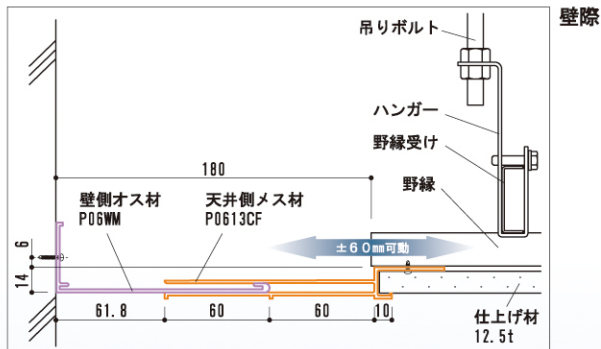 壁際
吊りボルト
ハンガー
野縁受け
180
野縁
壁側オス材
P06WM
天井側メス材
P0613CF
±60㎜可動
6
14
61.8
60
60
10
仕上げ材
12.5t